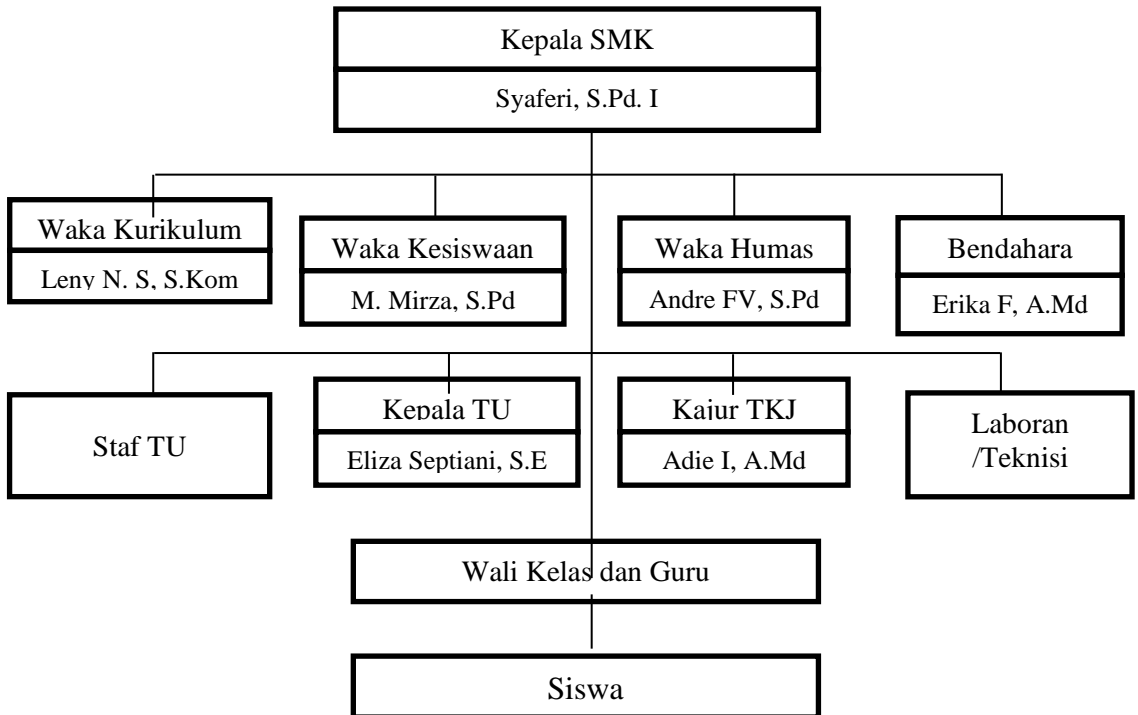 Kepala SMK
Syaferi, S.Pd. I
Waka Kurikulum
Leny N. S, S.Kom
Waka Kesiswaan
M. Mirza, S.Pd
Waka Humas
Andre FV, S.Pd
Bendahara
Erika F, A.Md
Staf TU
Kepala TU
Eliza Septiani, S.E
Kajur TKJ
Adie I, A.Md
Laboran
/Teknisi
Wali Kelas dan Guru
Siswa